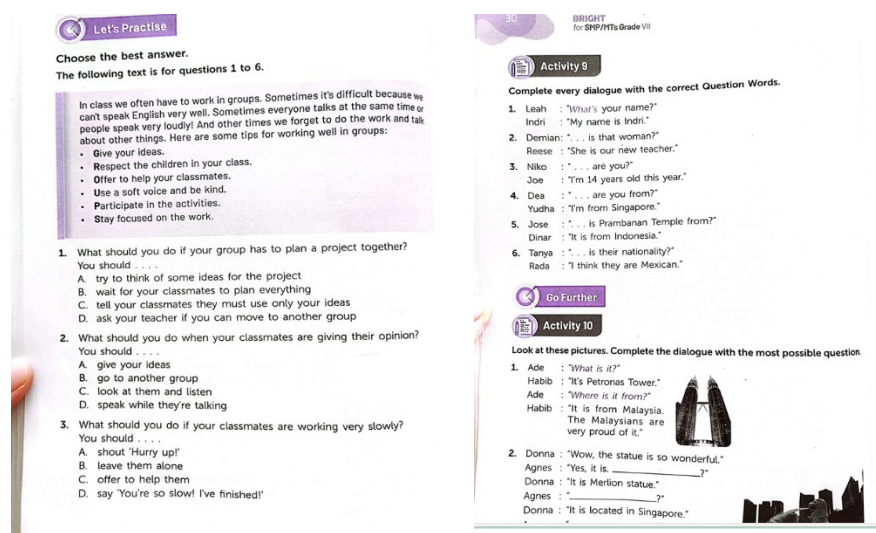 Let's Practise
Choose the best answer.
The following text is for questions 1 to 6.
In class we often have to work in groups. Sometimes it's difficult because we
can't speak English very well. Sometimes everyone talks at the same time or
people speak very loudly! And other times we forget to do the work and talk
about other things. Here are some tips for working well in groups:
• Give your ideas.
• Respect the children in your class.
• Offer to help your classmates.
• Use a soft voice and be kind.
• Participate in the activities.
• Stay focused on the work.
1. What should you do if your group has to plan a project together?
You should . . . .
A. try to think of some ideas for the project
B. wait for your classmates to plan everything
C. tell your classmates they must use only your ideas
D. ask your teacher if you can move to another group
2. What should you do when your classmates are giving their opinion?
You should . . . .
A. give your ideas
B. go to another group
C. look at them and listen
D. speak while they're talking
3. What should you do if your classmates are working very slowly?
You should . . . .
A. shout 'Hurry up!'
B. leave them alone
C. offer to help them
D. say 'You're so slow! I've finished!'
30
BRIGHT
for SMP/MTs Grade VII
Activity 9
Complete every dialogue with the correct Question Words.
1. Leah : "What's your name?"
Indri : "My name is Indri."
2. Demian: ". . . is that woman?"
Reese : "She is our new teacher."
3. Niko : ". . . are you?"
Joe : "I'm 14 years old this year."
4. Dea : ". . . are you from?"
Yudha : "I'm from Singapore."
5. Jose : ". . . is Prambanan Temple from?"
Dinar : "It is from Indonesia."
6. Tanya : ". . . is their nationality?"
Rada : "I think they are Mexican."
Go Further
Activity 10
Look at these pictures. Complete the dialogue with the most possible question.
1. Ade : "What is it?"
Habib : "It's Petronas Tower."
Ade : "Where is it from?"
Habib : "It is from Malaysia.
The Malaysians are
very proud of it."
2. Donna : "Wow, the statue is so wonderful."
Agnes : "Yes, it is. _______________?"
Donna : "It is Merlion statue."
Agnes : "_______________?"
Donna : "It is located in Singapore."